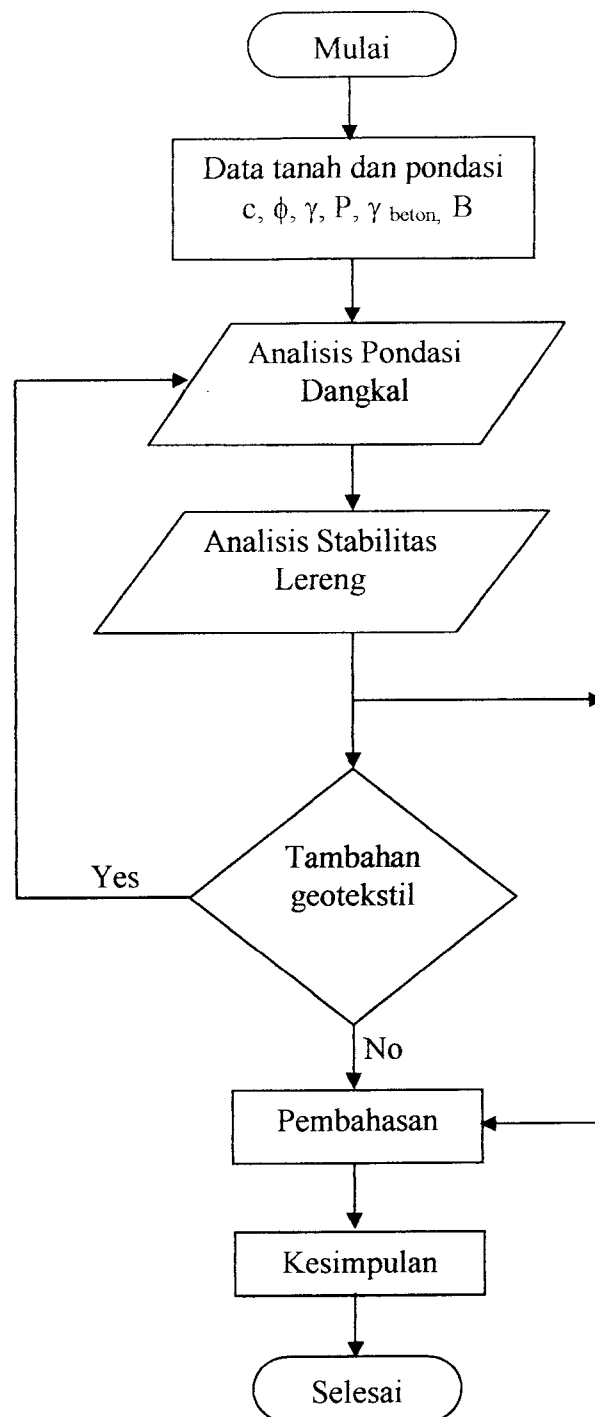 Mulai
Data tanah dan pondasi
c, ϕ, γ, P, γ beton, B
Analisis Pondasi
Dangkal
Analisis Stabilitas
Lereng
Tambahan
geotekstil
Yes
No
Pembahasan
Kesimpulan
Selesai